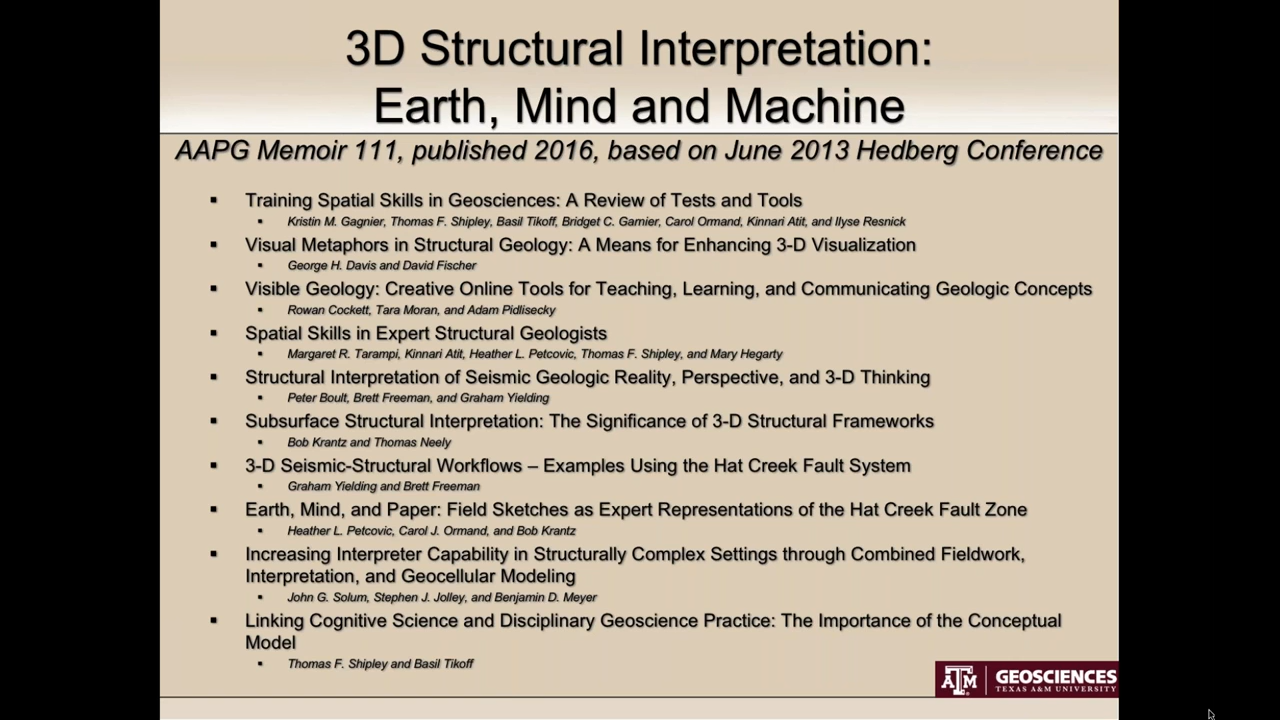 3D Structural Interpretation:
Earth, Mind and Machine
AAPG Memoir 111, published 2016, based on June 2013 Hedberg Conference
▪ Training Spatial Skills in Geosciences: A Review of Tests and Tools
▪ Kristin M. Gagnier, Thomas F. Shipley, Basil Tikoff, Bridget C. Garnier, Carol Ormand, Kinnari Atit, and Ilyse Resnick
▪ Visual Metaphors in Structural Geology: A Means for Enhancing 3-D Visualization
▪ George H. Davis and David Fischer
▪ Visible Geology: Creative Online Tools for Teaching, Learning, and Communicating Geologic Concepts
▪ Rowan Cockett, Tara Moran, and Adam Pidlisecky
▪ Spatial Skills in Expert Structural Geologists
▪ Margaret R. Tarampi, Kinnari Atit, Heather L. Petcovic, Thomas F. Shipley, and Mary Hegarty
▪ Structural Interpretation of Seismic Geologic Reality, Perspective, and 3-D Thinking
▪ Peter Boult, Brett Freeman, and Graham Yielding
▪ Subsurface Structural Interpretation: The Significance of 3-D Structural Frameworks
▪ Bob Krantz and Thomas Neely
▪ 3-D Seismic-Structural Workflows – Examples Using the Hat Creek Fault System
▪ Graham Yielding and Brett Freeman
▪ Earth, Mind, and Paper: Field Sketches as Expert Representations of the Hat Creek Fault Zone
▪ Heather L. Petcovic, Carol J. Ormand, and Bob Krantz
▪ Increasing Interpreter Capability in Structurally Complex Settings through Combined Fieldwork,
Interpretation, and Geocellular Modeling
▪ John G. Solum, Stephen J. Jolley, and Benjamin D. Meyer
▪ Linking Cognitive Science and Disciplinary Geoscience Practice: The Importance of the Conceptual
Model
▪ Thomas F. Shipley and Basil Tikoff
ATM
GEOSCIENCES
TEXAS A&M UNIVERSITY